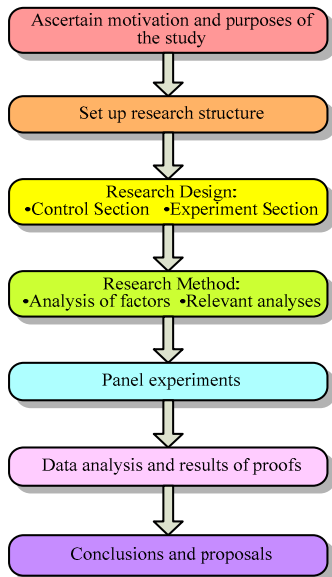 Ascertain motivation and purposes of
the study
Set up research structure
Research Design:
•Control Section •Experiment Section
Research Method:
•Analysis of factors •Relevant analyses
Panel experiments
Data analysis and results of proofs
Conclusions and proposals